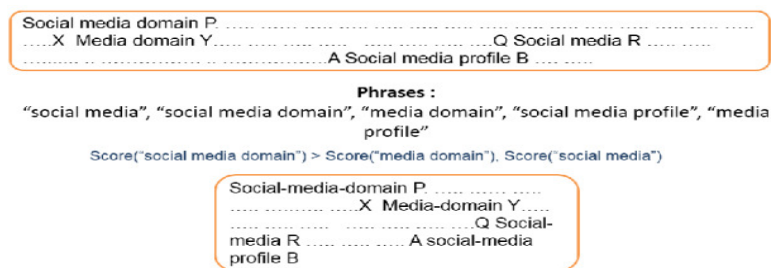 Social media domain P. ...... ...... ...... ...... ...... ...... ...... ...... ...... ...... ......
.....X  Media domain Y..... ...... ...... ...... ...... ......Q Social media R ...... ......
........... .. .............. .. ..................A Social media profile B ..... ......
Phrases :
“social media”, “social media domain”, “media domain”, “social media profile”, “media
profile”
Score("social media domain") > Score("media domain"), Score("social media")
Social-media-domain P. ..... ...... .....
..... ........... ......X  Media-domain Y.....
..... ...... ......   ...... ...... ..... ....Q Social-
media R ...... ...... ...... A social-media
profile B